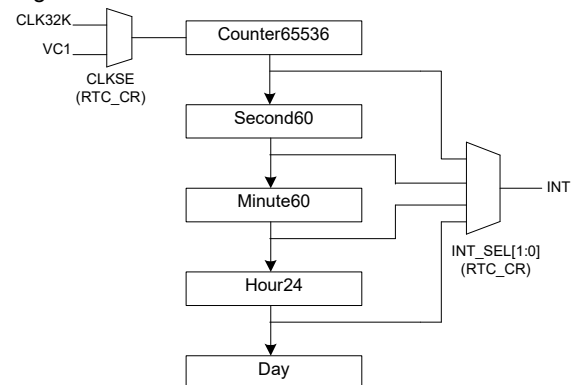 CLK32K
VC1
CLKSE
(RTC_CR)
Counter65536
Second60
Minute60
Hour24
Day
INT
INT_SEL[1:0]
(RTC_CR)